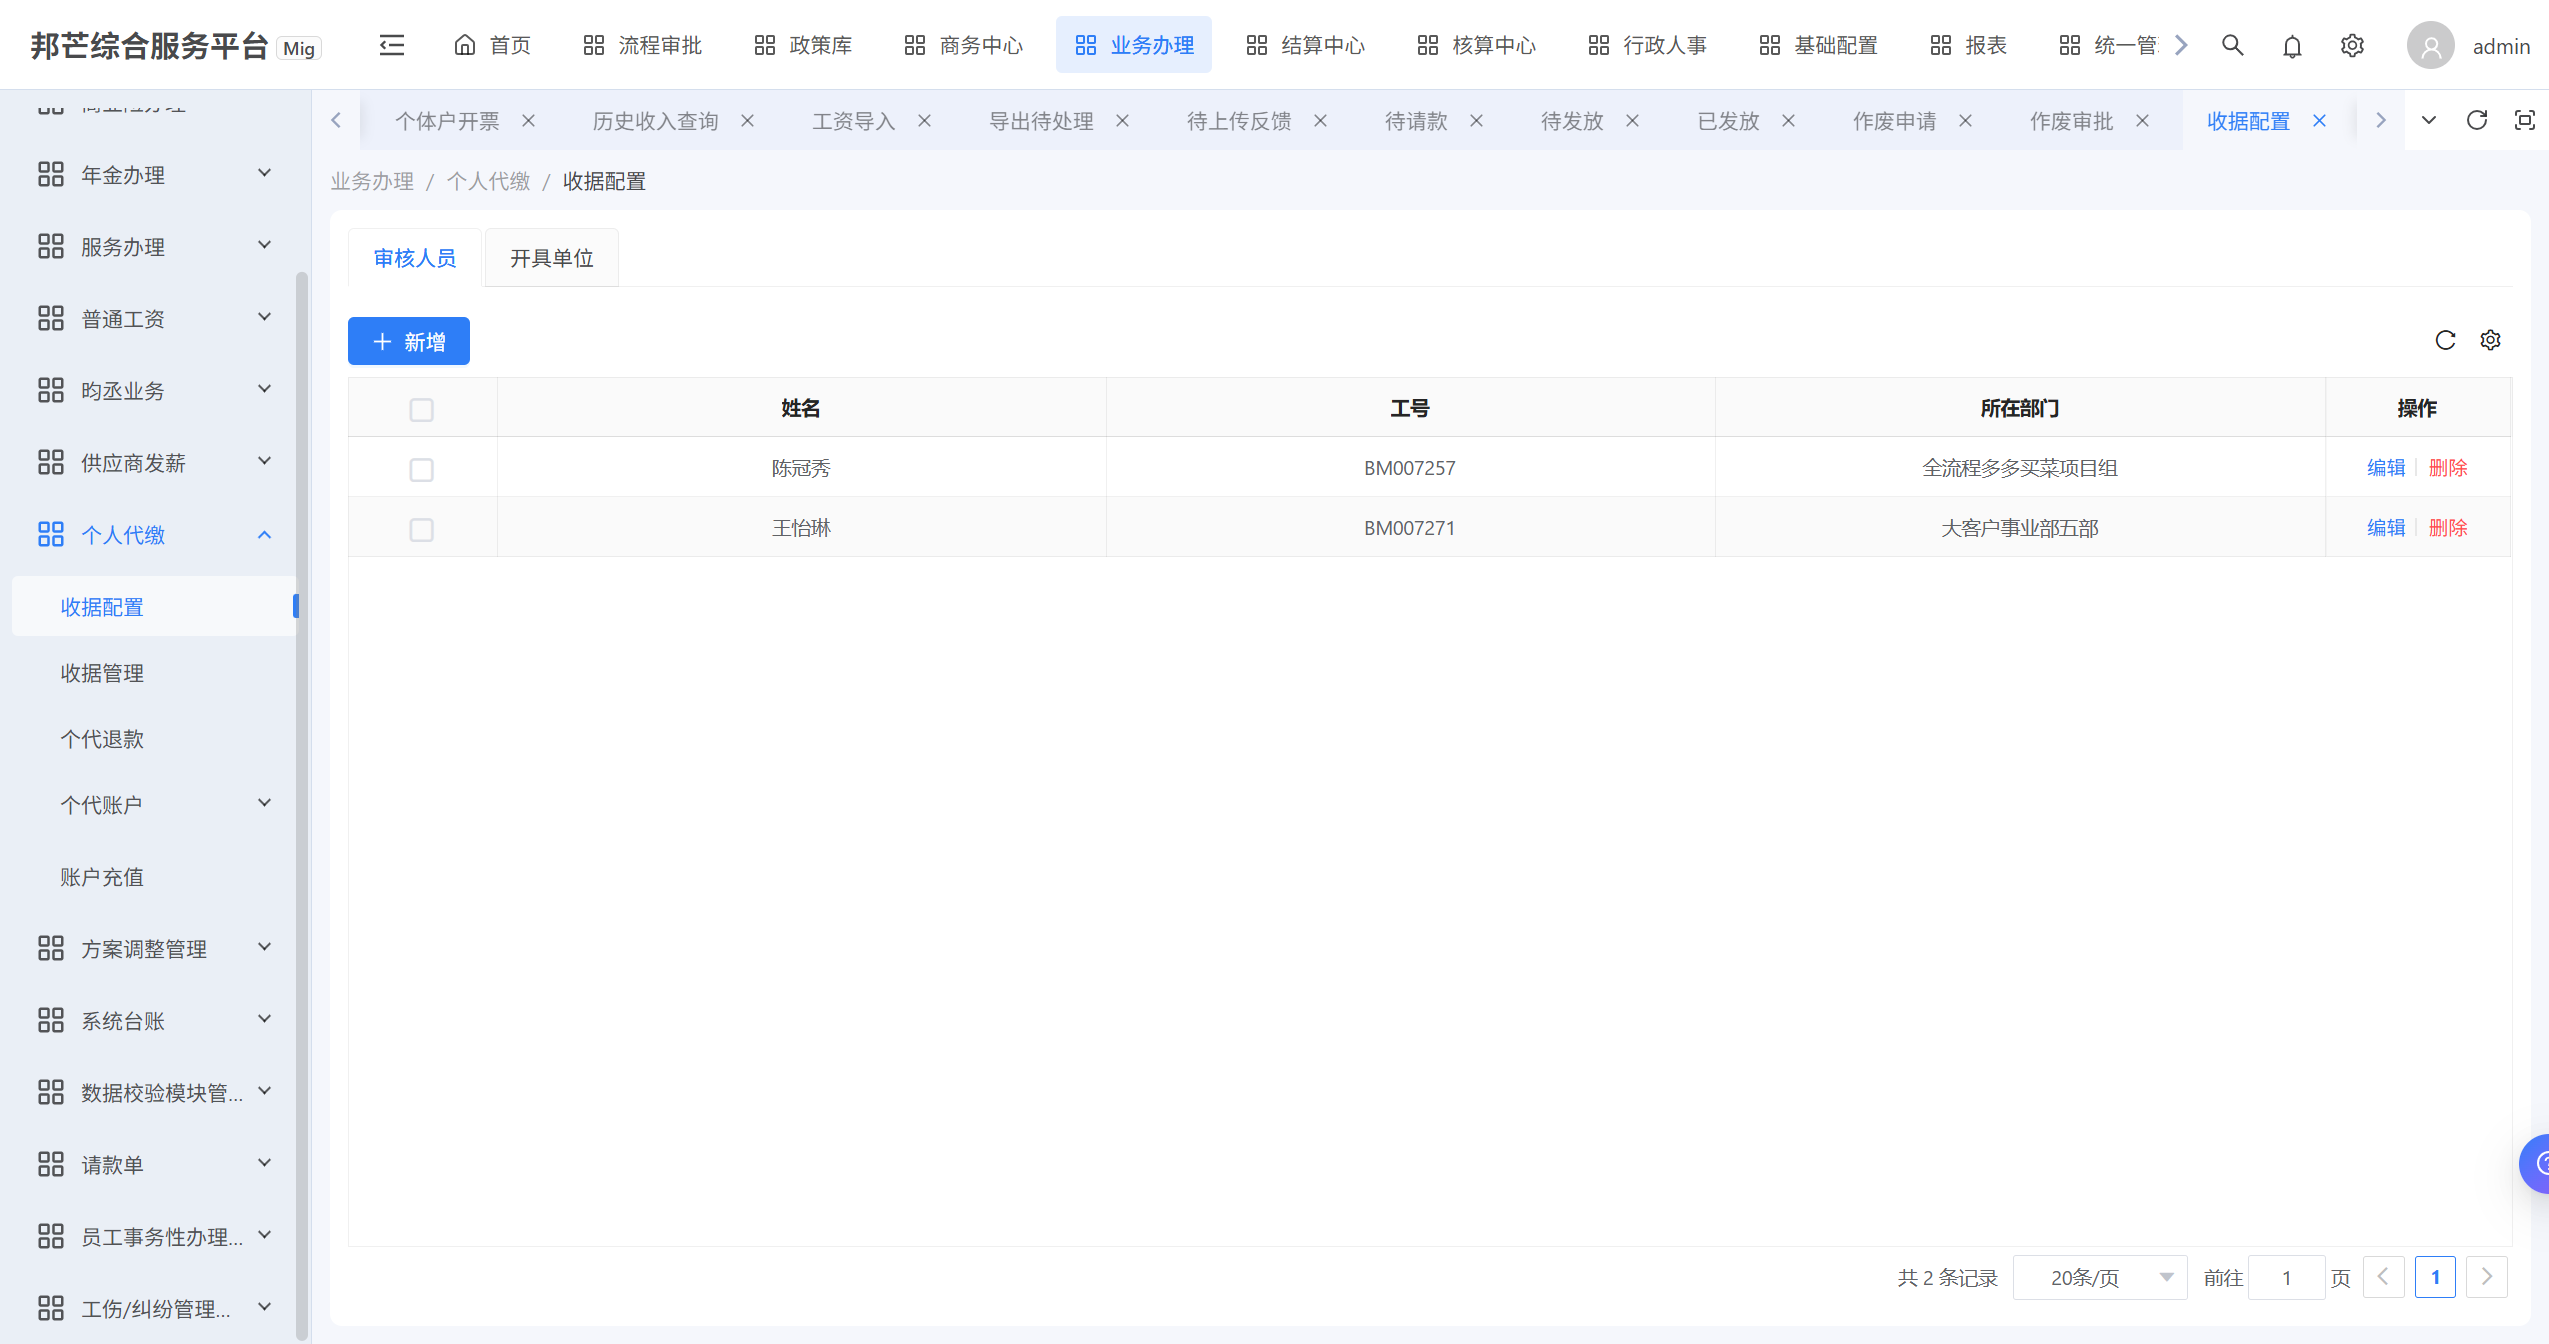 邦芒综合服务平台 Mig
首页
流程审批
政策库
商务中心
业务办理
结算中心
核算中心
行政人事
基础配置
报表
统一管
admin
年金办理
服务办理
普通工资
昀丞业务
供应商发薪
个人代缴
收据配置
收据管理
个代退款
个代账户
账户充值
方案调整管理
系统台账
数据校验模块管...
请款单
员工事务性办理...
工伤/纠纷管理...
个体户开票
历史收入查询
工资导入
导出待处理
待上传反馈
待请款
待发放
已发放
作废申请
作废审批
收据配置
业务办理 / 个人代缴 / 收据配置
审核人员
开具单位
新增
姓名 工号 所在部门 操作
陈冠秀 BM007257 全流程多多买菜项目组 编辑 删除
王怡琳 BM007271 大客户事业部五部 编辑 删除
共 2 条记录 20条/页 前往 1 页 1